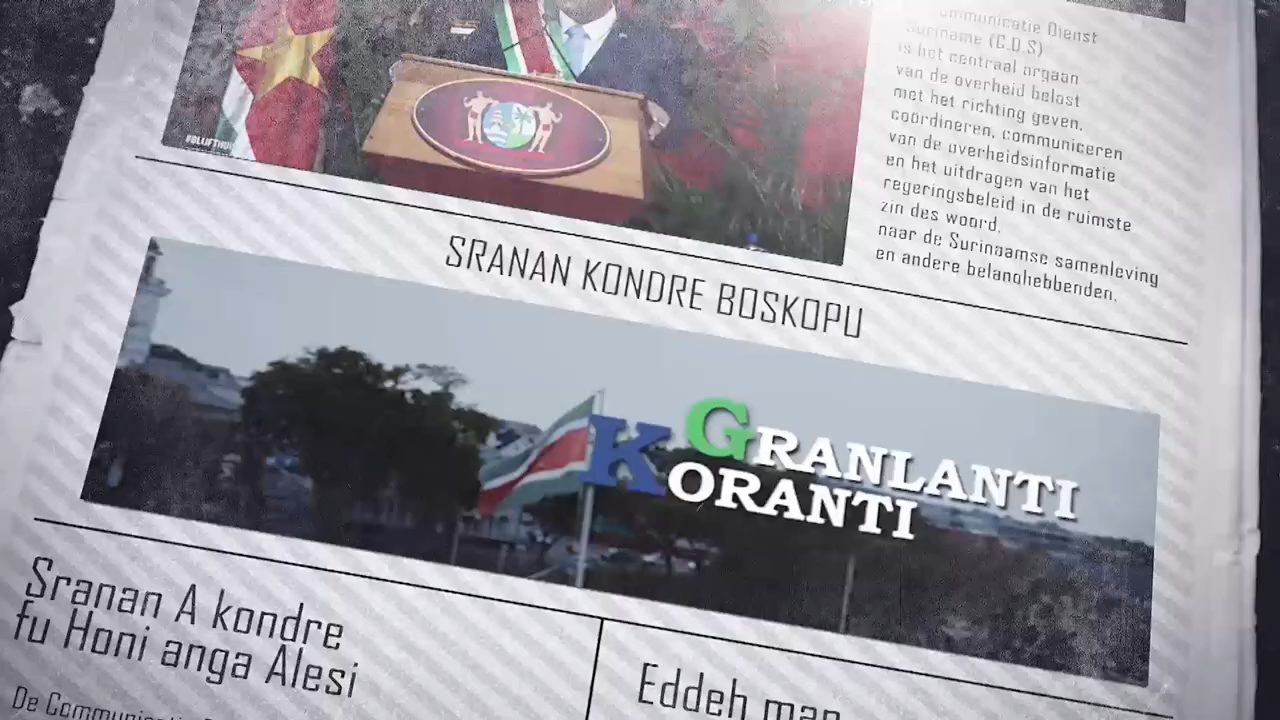 Communicatie Dienst
Suriname (C.D.S)
is het centraal orgaan
van de overheid belast
met het richting geven,
coördineren, communiceren
van de overheidsinformatie
en het uitdragen van het
regeringsbeleid in de ruimste
zin des woord,
naar de Surinaamse samenleving
en andere belanghebbenden.
SRANAN KONDRE BOSKOPU
GRANLANTI
KORANTI
Sranan A kondre
fu Honi anga Alesi
De
Eddeh man